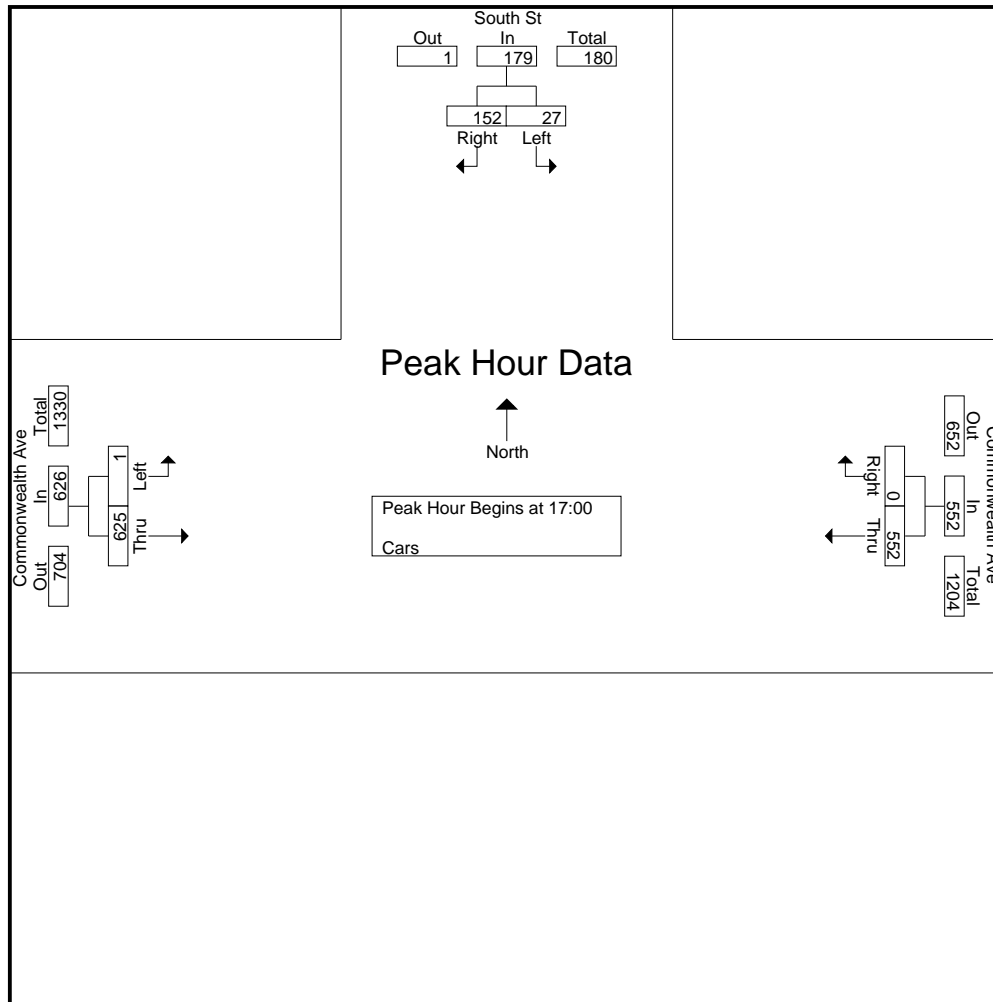 South St
Out In Total
1 179 180
152 27
Right Left
Peak Hour Data
North
Peak Hour Begins at 17:00
Cars
Commonwealth Ave
Total In Out
1330 626 704
1 625
Left Thru
Commonwealth Ave
Out In Total
652 552 1204
0 552
Right Thru